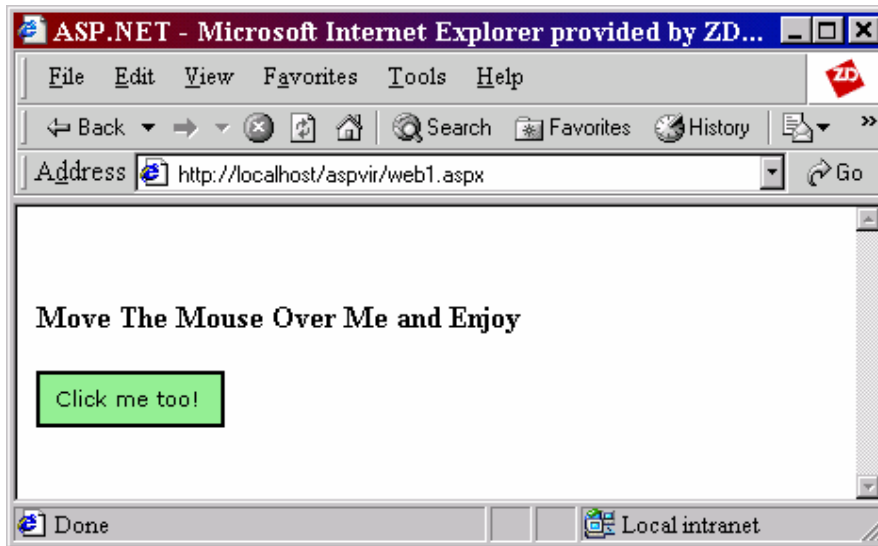 ASP.NET - Microsoft Internet Explorer provided by ZD...
File Edit View Favorites Tools Help
ZD
Back Search Favorites History »
Address http://localhost/aspvir/web1.aspx Go
Move The Mouse Over Me and Enjoy
Click me too!
Done Local intranet